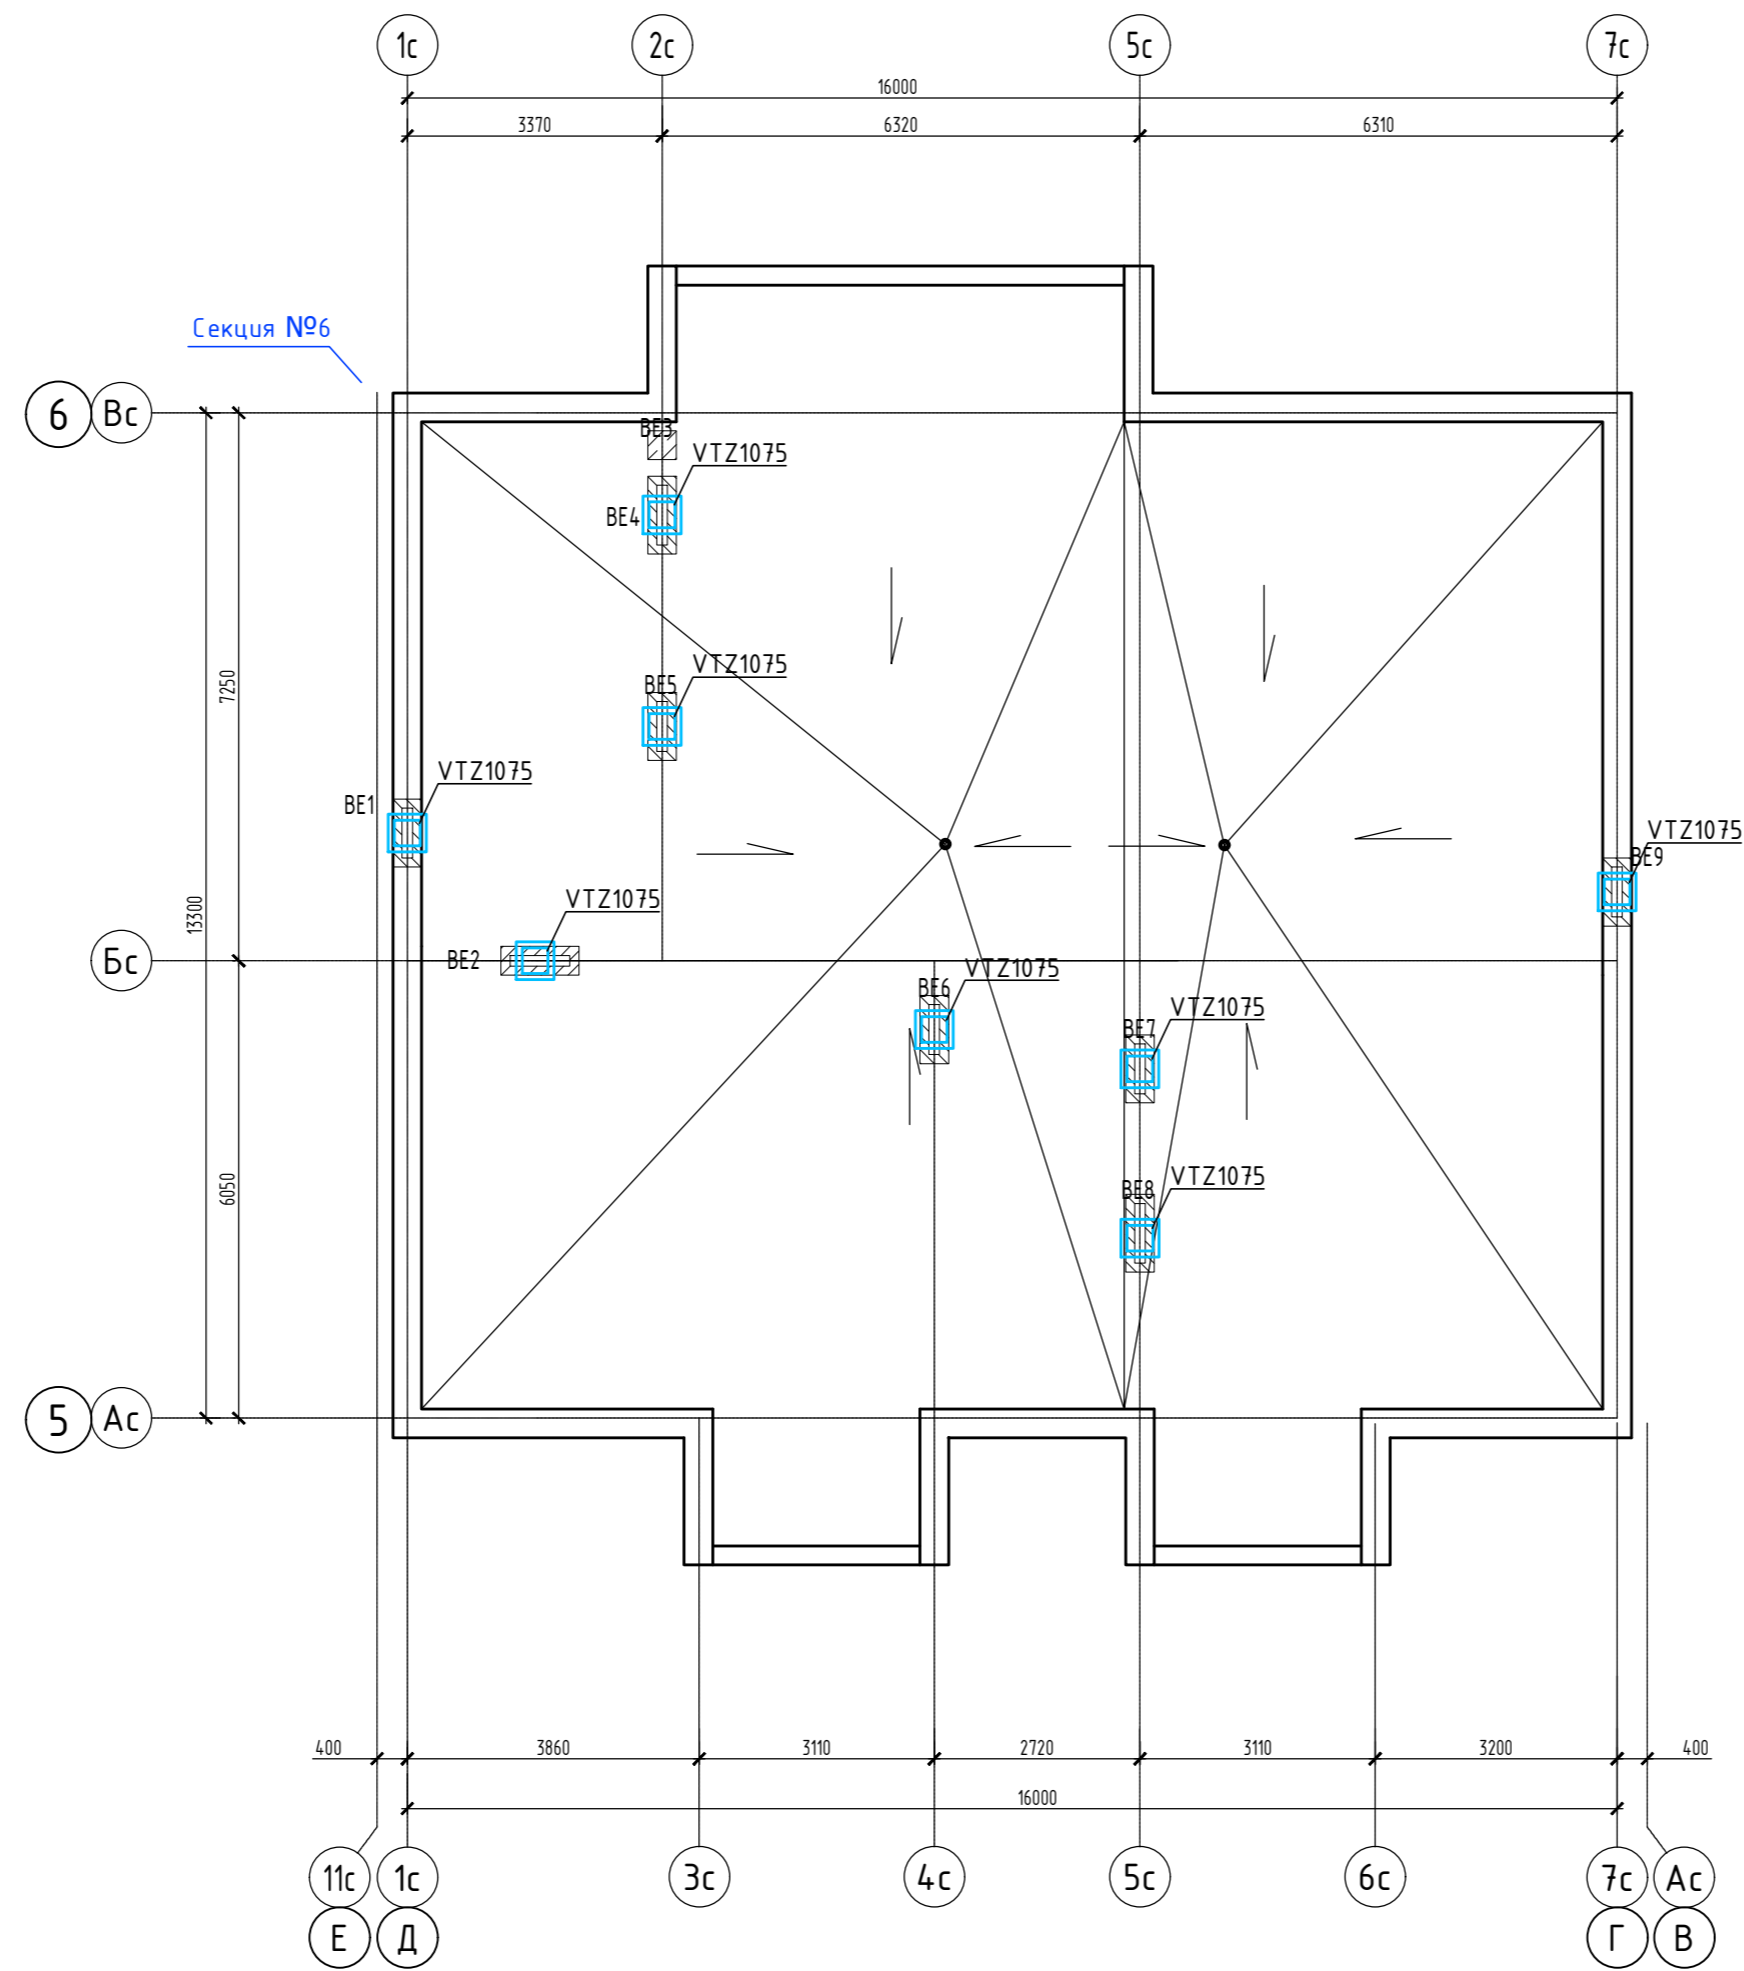 1с
2с
5с
7с
16000
3370
6320
6310
Секция №6
6
Вс
ВЕ3
VTZ1075
ВЕ4
VTZ1075
ВЕ5
7250
VTZ1075
ВЕ1
VTZ1075
ВЕ9
VTZ1075
13300
Бс
ВЕ2
VTZ1075
ВЕ6
VTZ1075
ВЕ7
VTZ1075
ВЕ8
6050
5
Ас
400
3860
3110
2720
3110
3200
400
16000
11с
1с
3с
4с
5с
6с
7с
Ас
Е
Д
Г
В